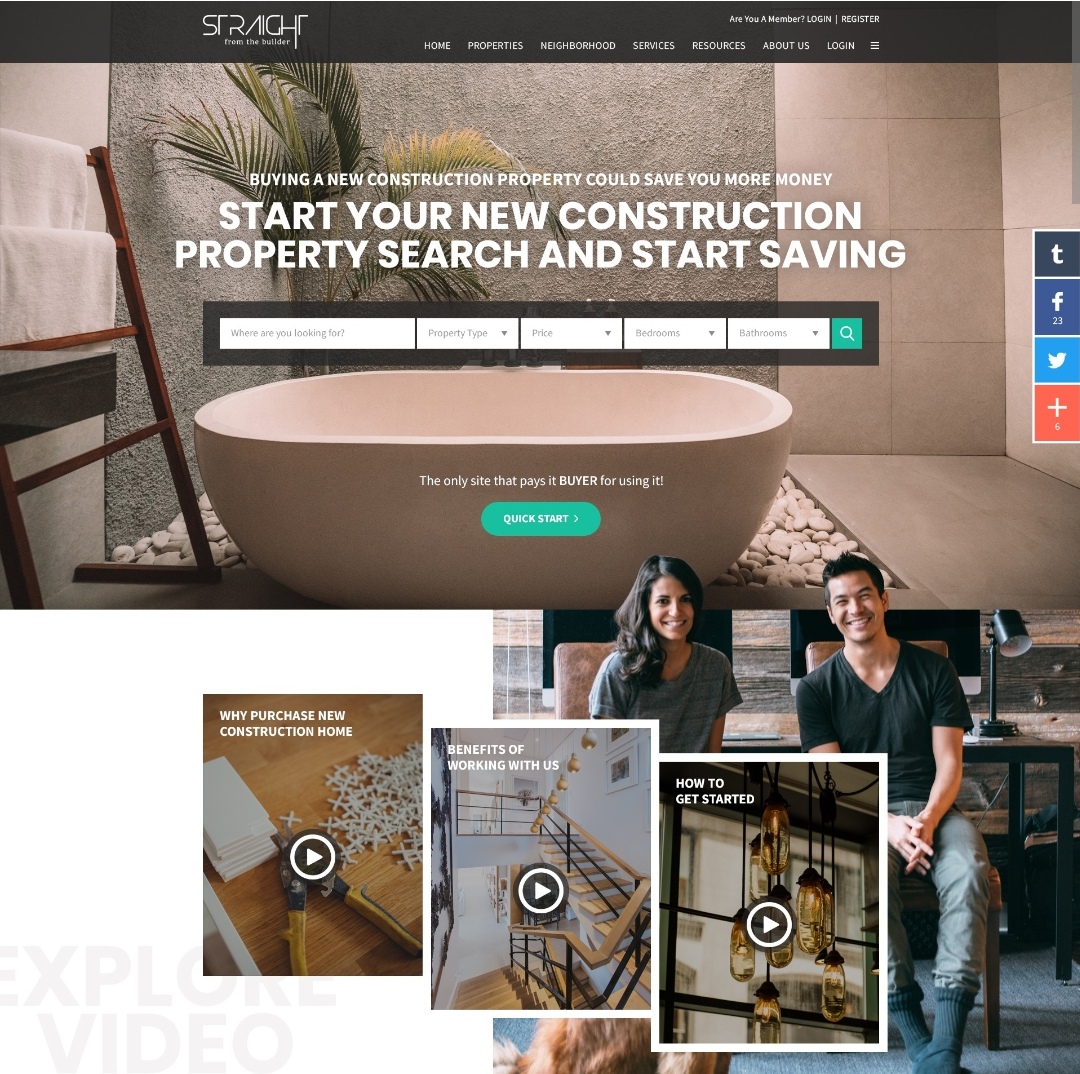 STRAIGHT
from the builder
Are You A Member? LOGIN | REGISTER
HOME PROPERTIES NEIGHBORHOOD SERVICES RESOURCES ABOUT US LOGIN
BUYING A NEW CONSTRUCTION PROPERTY COULD SAVE YOU MORE MONEY
START YOUR NEW CONSTRUCTION
PROPERTY SEARCH AND START SAVING
Where are you looking for? Property Type Price Bedrooms Bathrooms
t
f
23
6
The only site that pays it BUYER for using it!
QUICK START
WHY PURCHASE NEW
CONSTRUCTION HOME
BENEFITS OF
WORKING WITH US
HOW TO
GET STARTED
EXPLORE
VIDEO